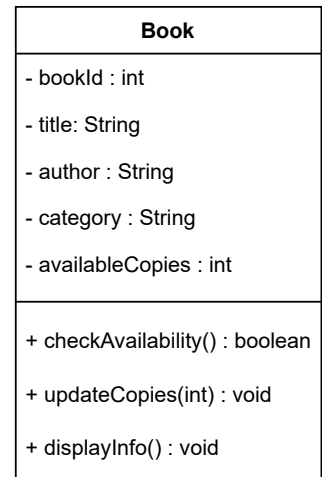 Book
- bookId : int
- title: String
- author : String
- category : String
- availableCopies : int
+ checkAvailability() : boolean
+ updateCopies(int) : void
+ displayInfo() : void